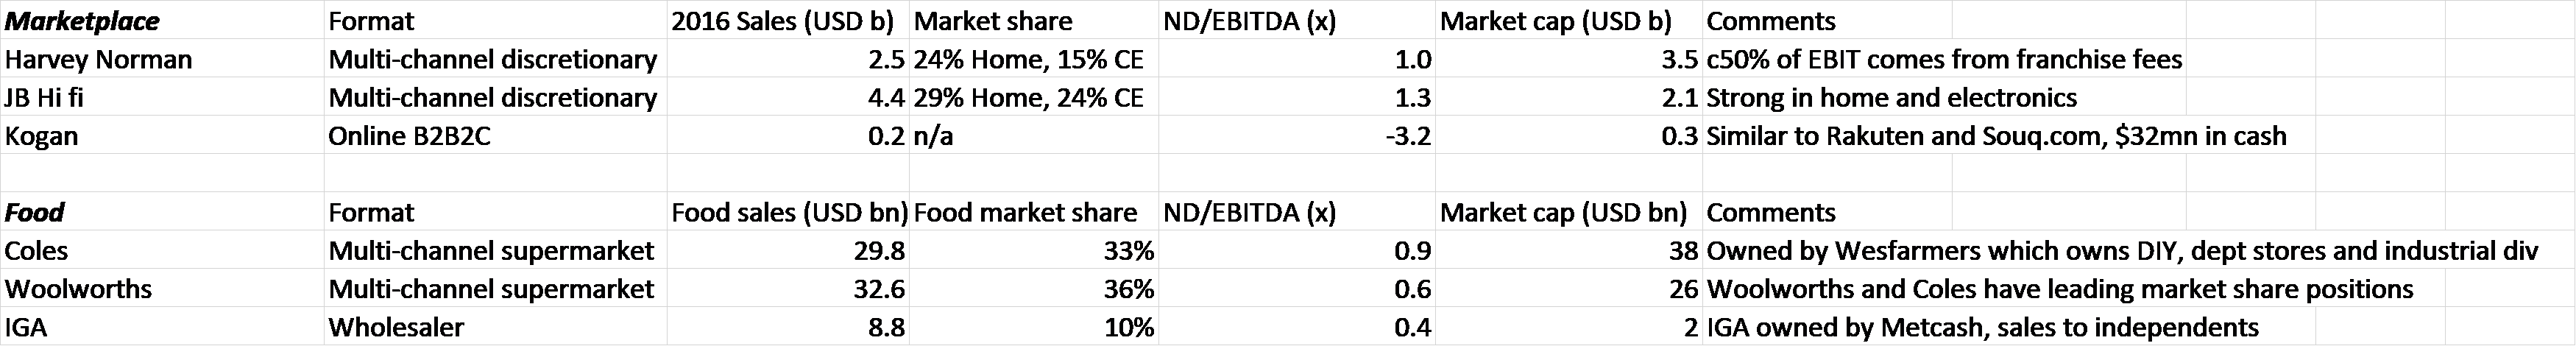 Marketplace Format 2016 Sales (USD b) Market share ND/EBITDA (x) Market cap (USD b) Comments
Harvey Norman Multi-channel discretionary 2.5 24% Home, 15% CE 1.0 3.5 c50% of EBIT comes from franchise fees
JB Hi fi Multi-channel discretionary 4.4 29% Home, 24% CE 1.3 2.1 Strong in home and electronics
Kogan Online B2B2C 0.2 n/a -3.2 0.3 Similar to Rakuten and Souq.com, $32mn in cash
Food Format Food sales (USD bn) Food market share ND/EBITDA (x) Market cap (USD bn) Comments
Coles Multi-channel supermarket 29.8 33% 0.9 38 Owned by Wesfarmers which owns DIY, dept stores and industrial div
Woolworths Multi-channel supermarket 32.6 36% 0.6 26 Woolworths and Coles have leading market share positions
IGA Wholesaler 8.8 10% 0.4 2 IGA owned by Metcash, sales to independents